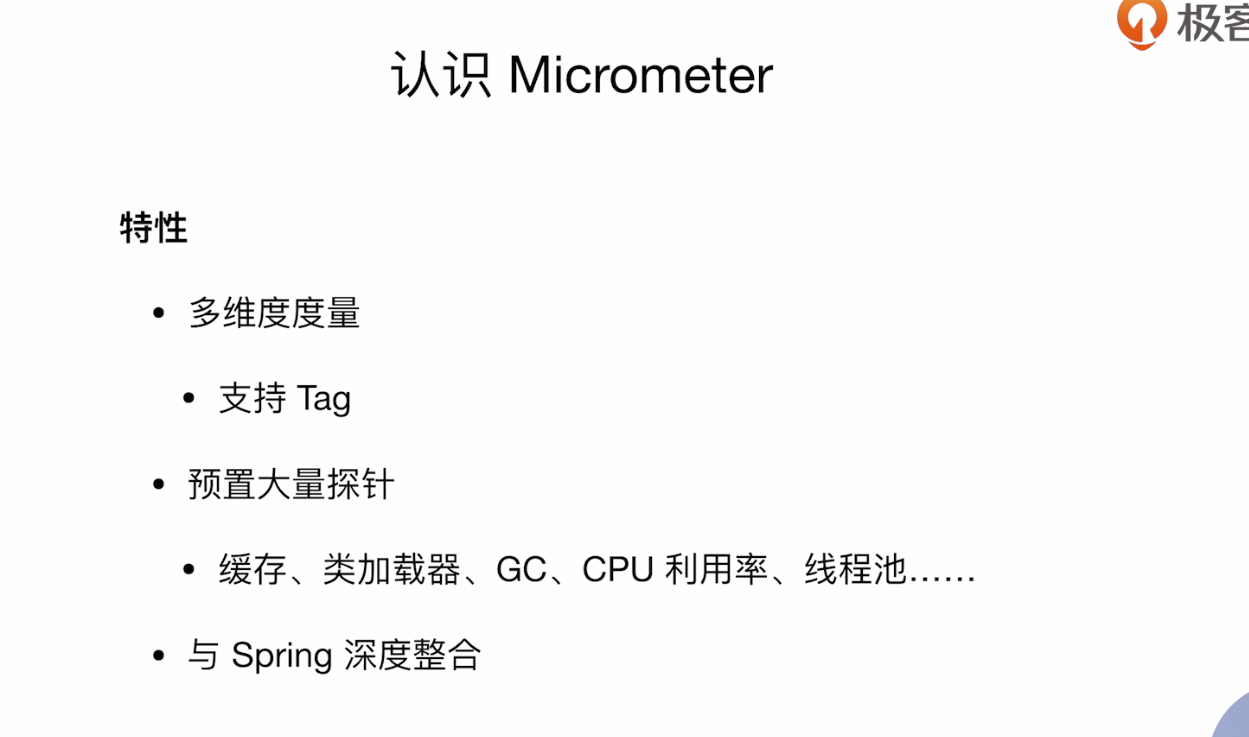 极客
认识 Micrometer
特性
• 多维度度量
• 支持 Tag
• 预置大量探针
• 缓存、类加载器、GC、CPU 利用率、线程池……
• 与 Spring 深度整合